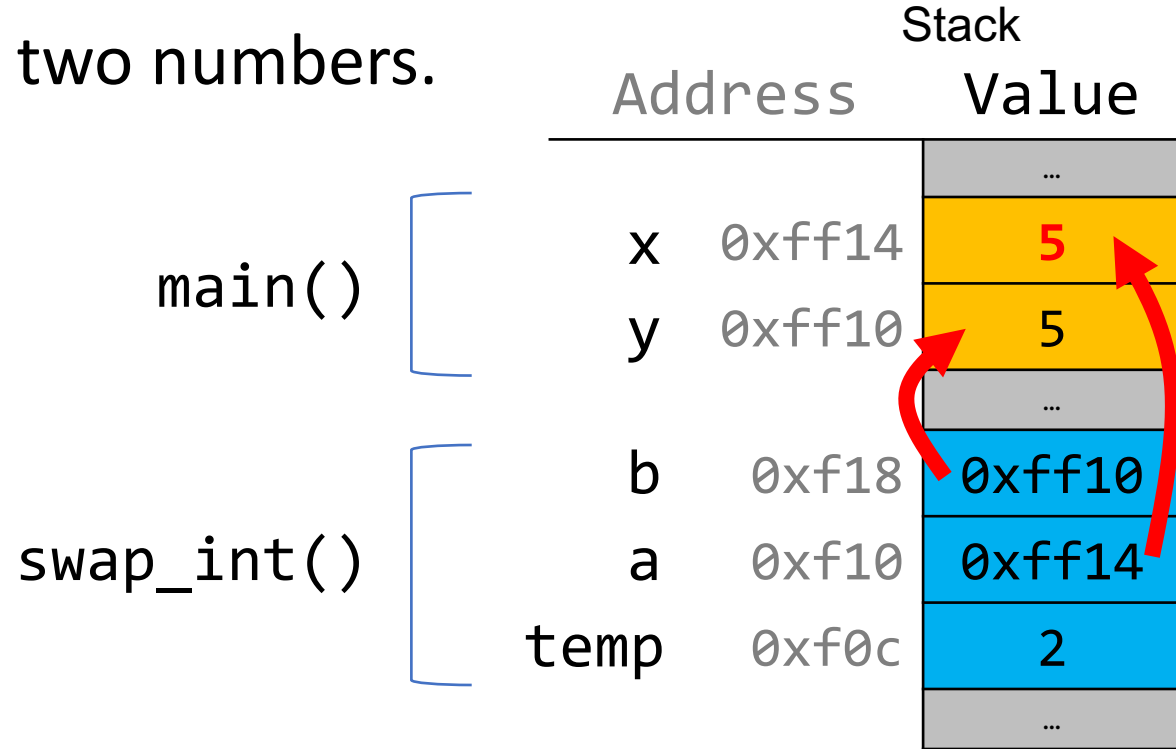 Stack
two numbers.
Address Value
…
x 0xff14 5
main()
y 0xff10 5
…
b 0xf18 0xff10
swap_int() a 0xf10 0xff14
temp 0xf0c 2
…